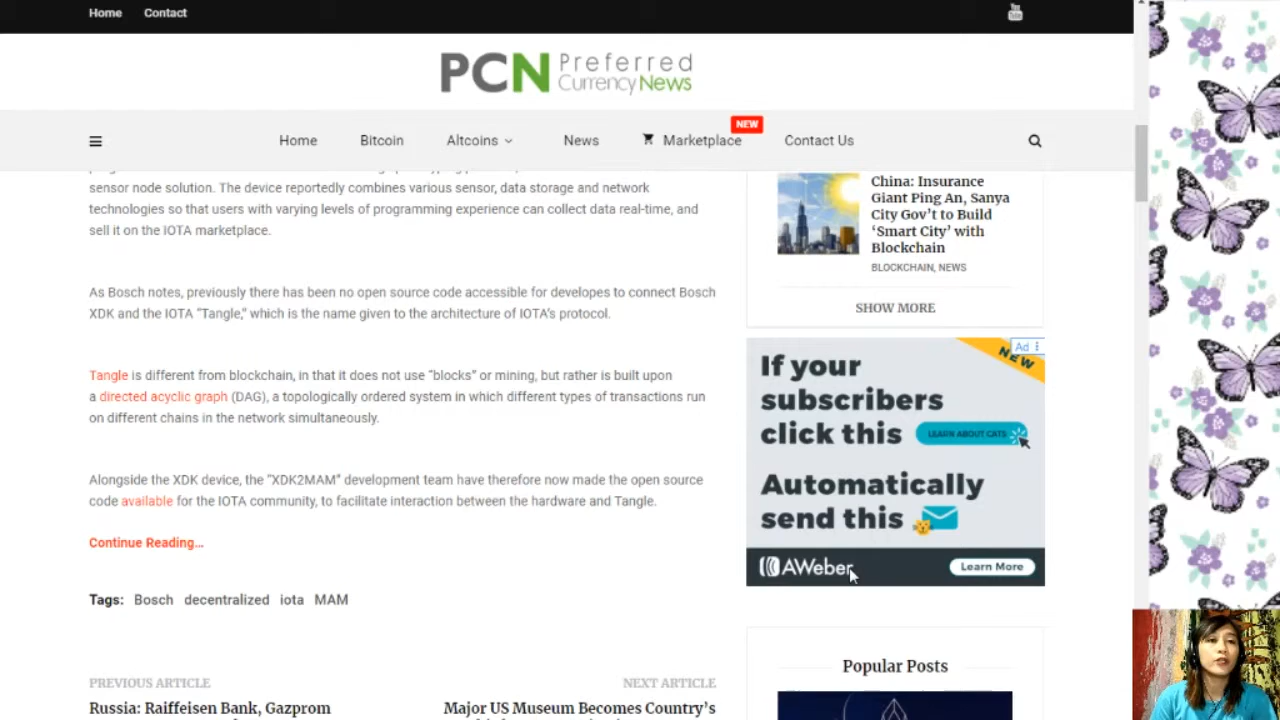 Home Contact
You Tube
PCN Preferred
CurrencyNews
NEW
Home Bitcoin Altcoins News Marketplace Contact Us
sensor node solution. The device reportedly combines various sensor, data storage and network
technologies so that users with varying levels of programming experience can collect data real-time, and
sell it on the IOTA marketplace.
As Bosch notes, previously there has been no open source code accessible for developes to connect Bosch
XDK and the IOTA “Tangle,” which is the name given to the architecture of IOTA’s protocol.
Tangle is different from blockchain, in that it does not use “blocks” or mining, but rather is built upon
a directed acyclic graph (DAG), a topologically ordered system in which different types of transactions run
on different chains in the network simultaneously.
Alongside the XDK device, the “XDK2MAM” development team have therefore now made the open source
code available for the IOTA community, to facilitate interaction between the hardware and Tangle.
Continue Reading…
Tags: Bosch decentralized iota MAM
PREVIOUS ARTICLE
Russia: Raiffeisen Bank, Gazprom
NEXT ARTICLE
Major US Museum Becomes Country’s
China: Insurance
Giant Ping An, Sanya
City Gov’t to Build
‘Smart City’ with
Blockchain
BLOCKCHAIN, NEWS
SHOW MORE
Ad
NEW
If your
subscribers
click this LEARN ABOUT CATS
Automatically
send this
AWeber Learn More
Popular Posts